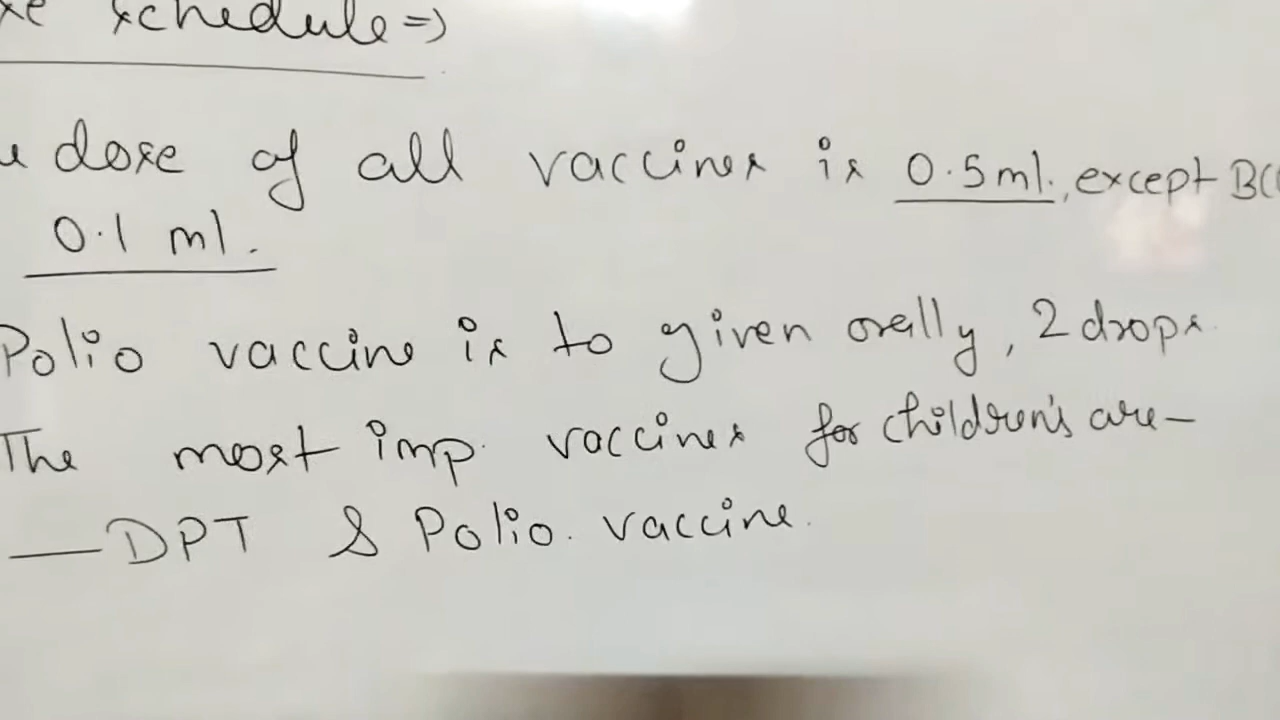 schedule=>
dose of all vaccines is 0.5ml., except
0.1 ml.
Polio vaccine is to given orally, 2 drops.
The most imp. vaccines for children's are—
— DPT & Polio. vaccine.